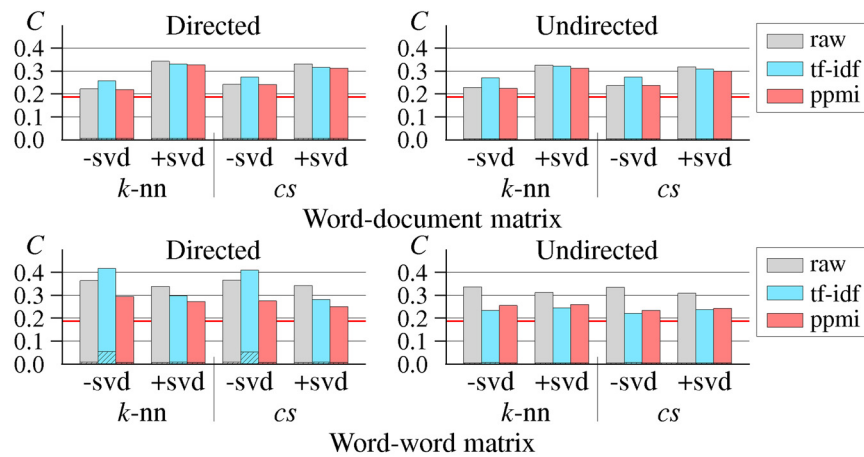 C Directed Undirected
0.4 0.4 raw
0.3 0.3 tf-idf
0.2 0.2 ppmi
0.1 0.1
0.0 0.0
-svd +svd -svd +svd -svd +svd -svd +svd
k-nn cs k-nn cs
Word-document matrix
C Directed C Undirected
0.4 0.4 raw
0.3 0.3 tf-idf
0.2 0.2 ppmi
0.1 0.1
0.0 0.0
-svd +svd -svd +svd -svd +svd -svd +svd
k-nn cs k-nn cs
Word-word matrix